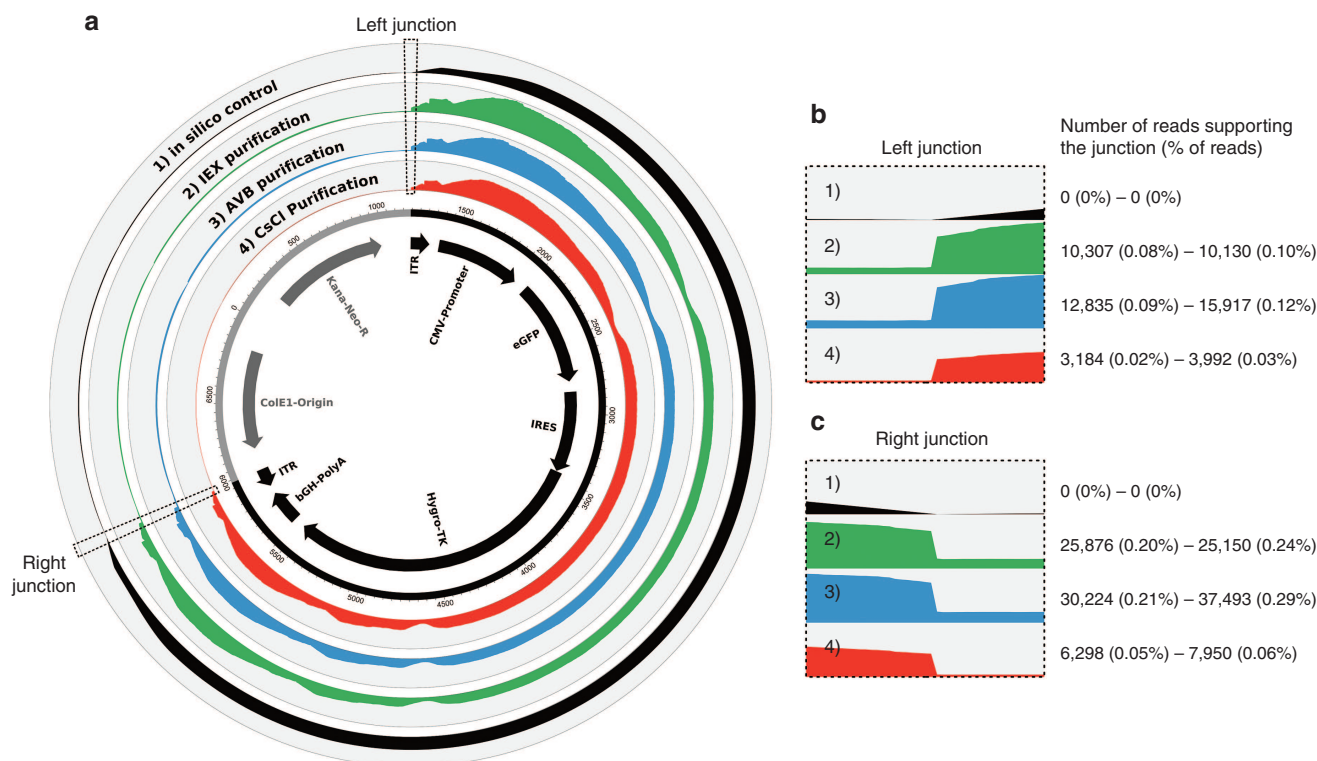 a
Left junction
1) in silico control
2) IEX purification
3) AVB purification
4) CsCl Purification
0
500
1000
1500
2000
2500
3000
3500
4000
4500
5000
5500
6000
6500
ITR
CMV-Promoter
eGFP
IRES
Hygro-TK
bGH-PolyA
ITR
ColE1-Origin
Kana-Neo-R
Right
junction
b
Left junction
Number of reads supporting
the junction (% of reads)
1)
0 (0%) – 0 (0%)
2)
10,307 (0.08%) – 10,130 (0.10%)
3)
12,835 (0.09%) – 15,917 (0.12%)
4)
3,184 (0.02%) – 3,992 (0.03%)
c
Right junction
1)
0 (0%) – 0 (0%)
2)
25,876 (0.20%) – 25,150 (0.24%)
3)
30,224 (0.21%) – 37,493 (0.29%)
4)
6,298 (0.05%) – 7,950 (0.06%)